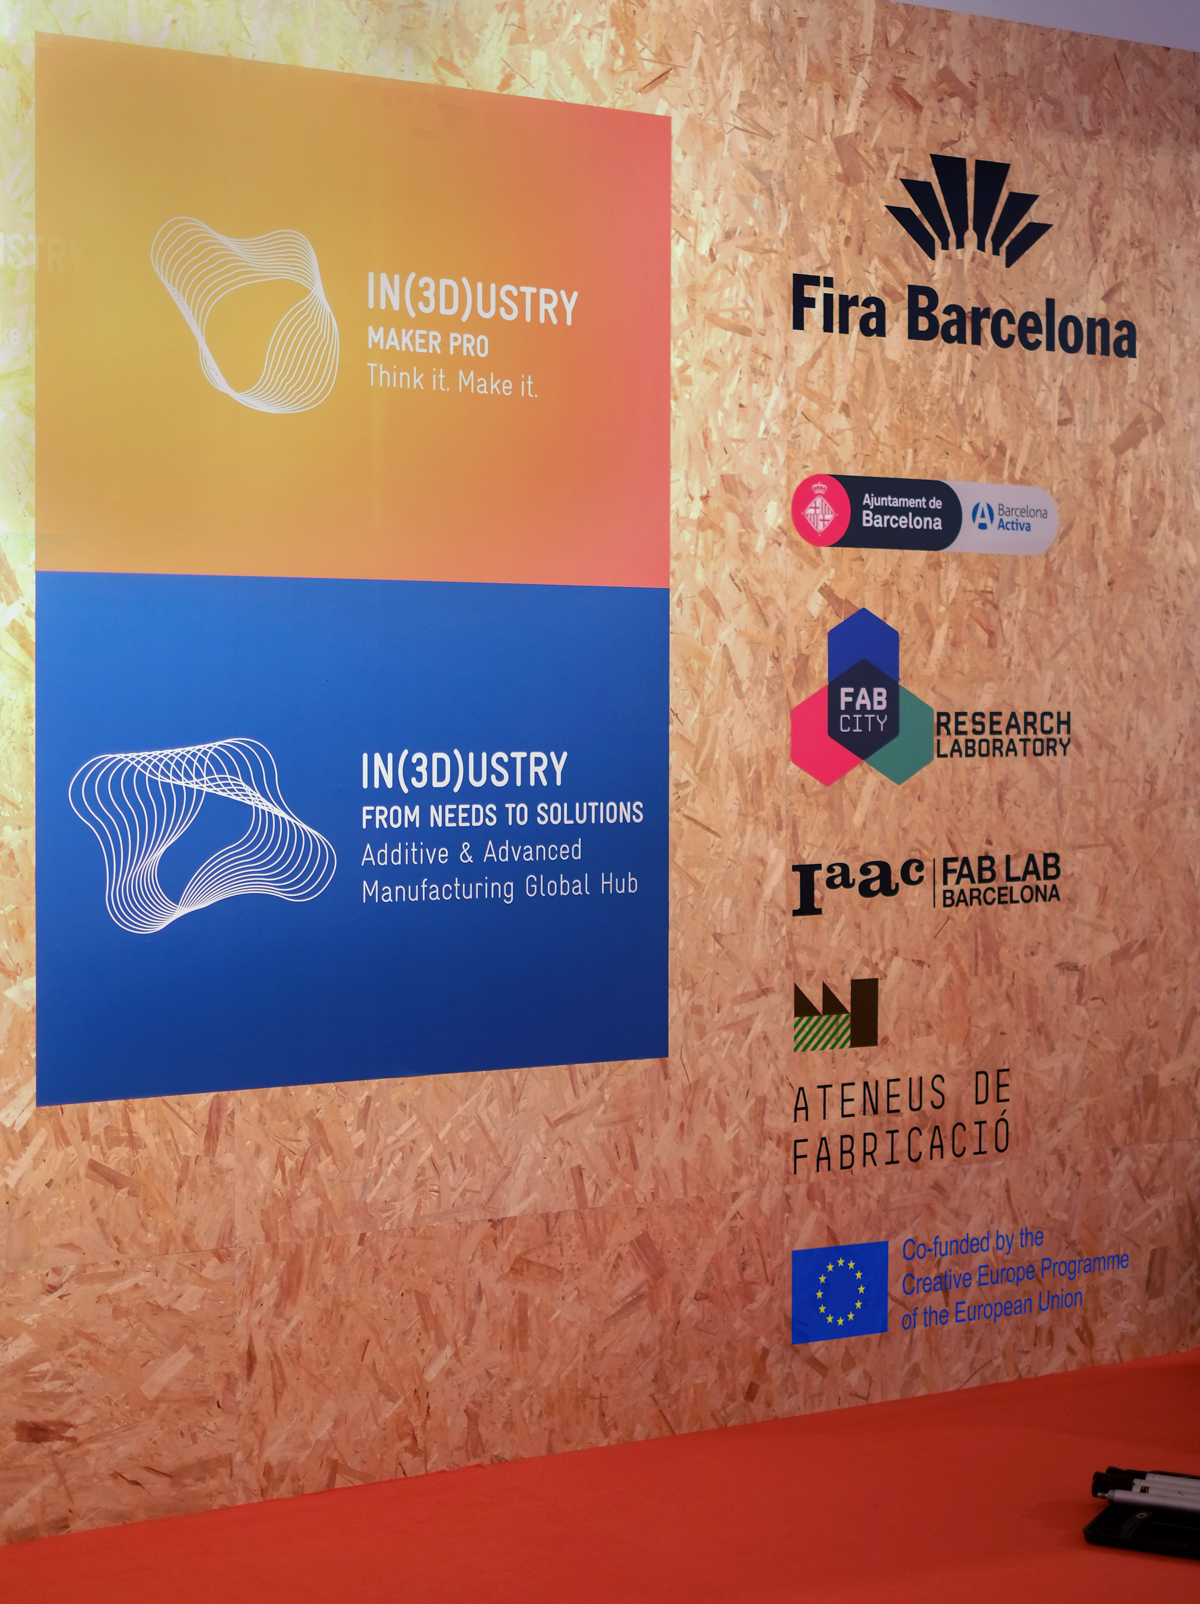 IN(3D)USTRY
MAKER PRO
Think it. Make it.
IN(3D)USTRY
FROM NEEDS TO SOLUTIONS
Additive & Advanced
Manufacturing Global Hub
Fira Barcelona
Ajuntament de
Barcelona
Barcelona
Activa
FAB
CITY
RESEARCH
LABORATORY
Iaac
FAB LAB
BARCELONA
ATENEUS DE
FABRICACIÓ
Co-funded by the
Creative Europe Programme
of the European Union